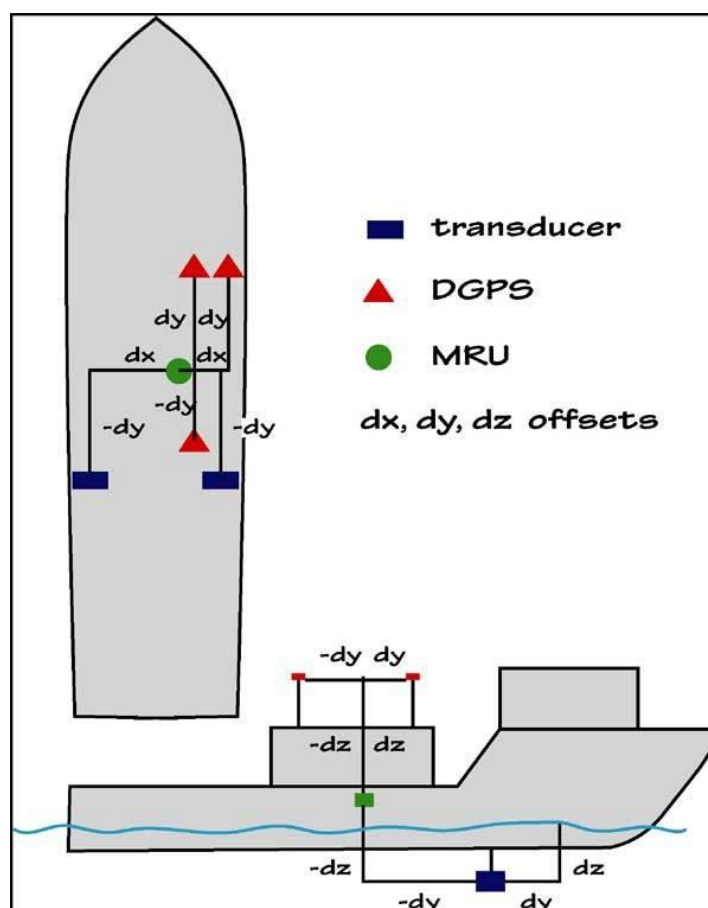 transducer
DGPS
dy dy
MRU
dx dx
-dy
dx, dy, dz offsets
-dy -dy
-dy dy
-dz dz
-dz dz
-dy dy